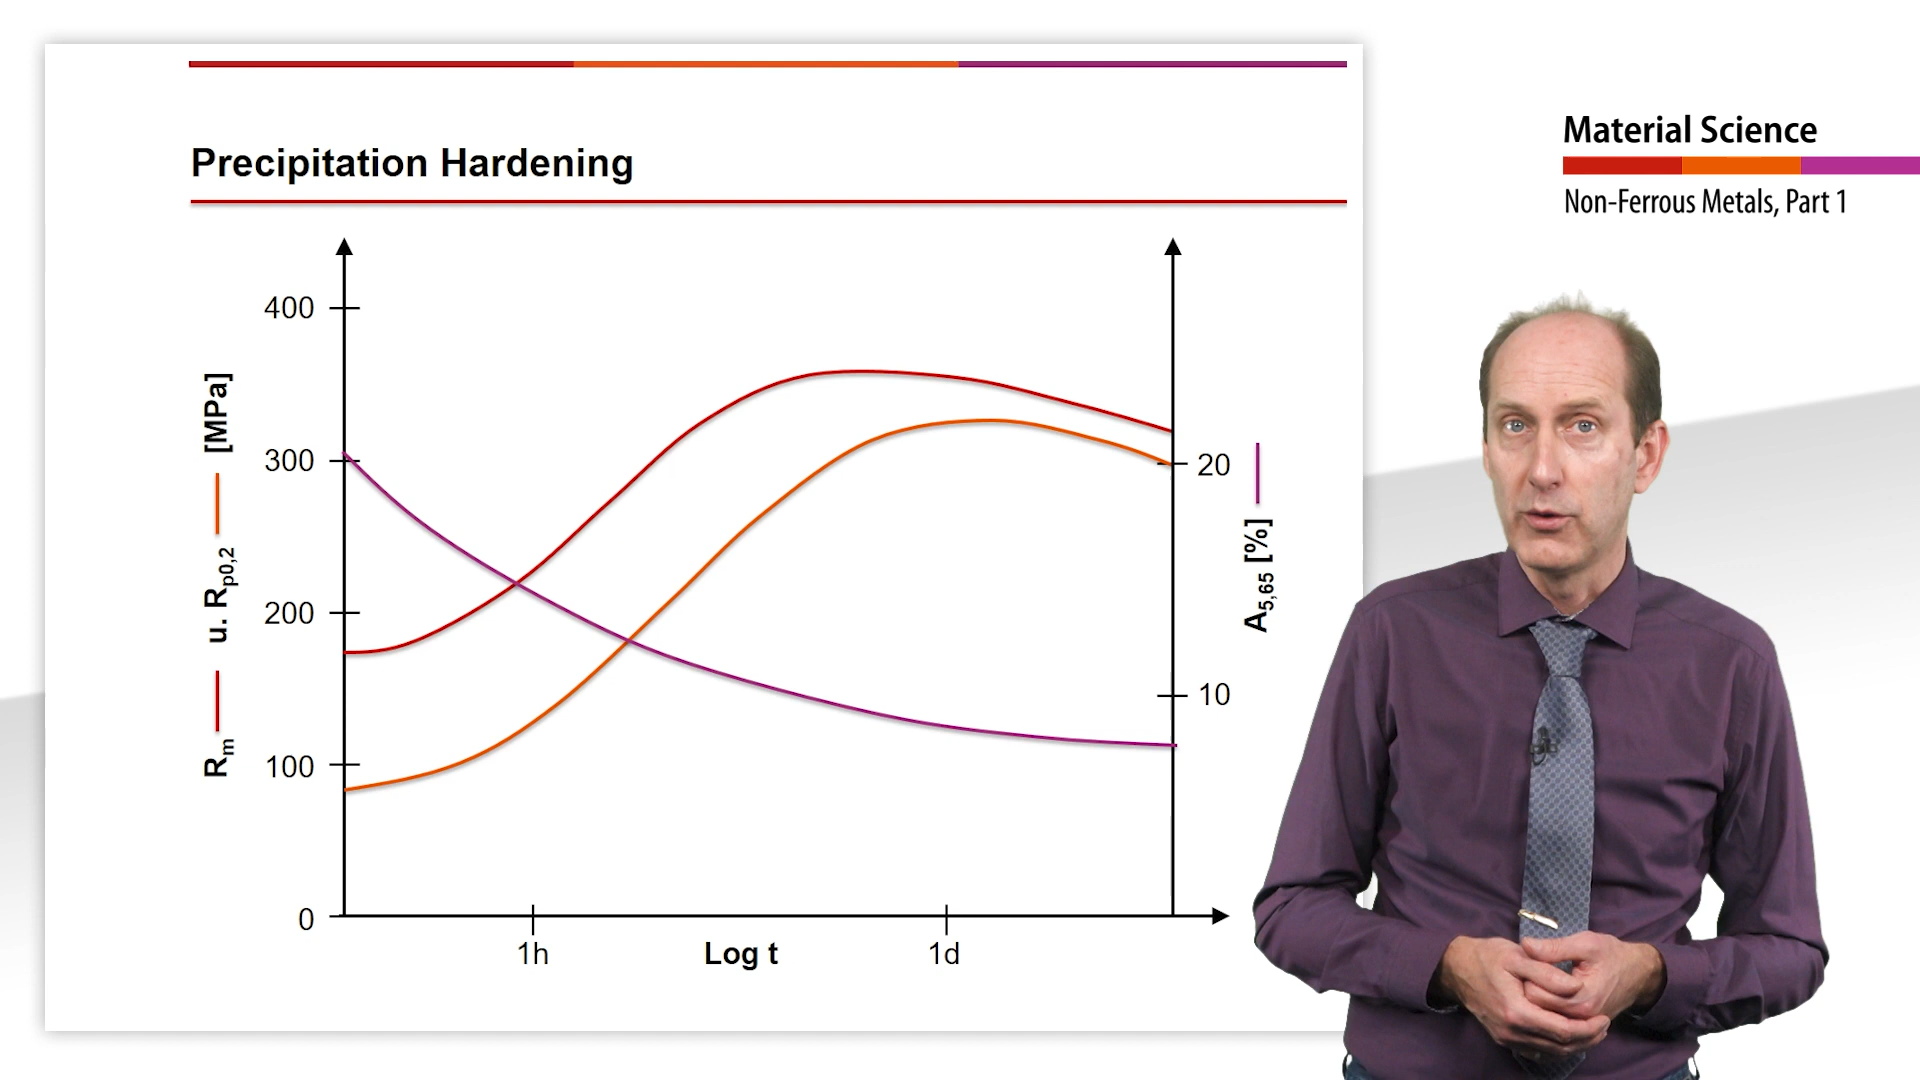 Precipitation Hardening
Material Science
Non-Ferrous Metals, Part 1
400
300
200
100
0
Rm u. Rp0,2 [MPa]
20
10
A5,65 [%]
1h
Log t
1d